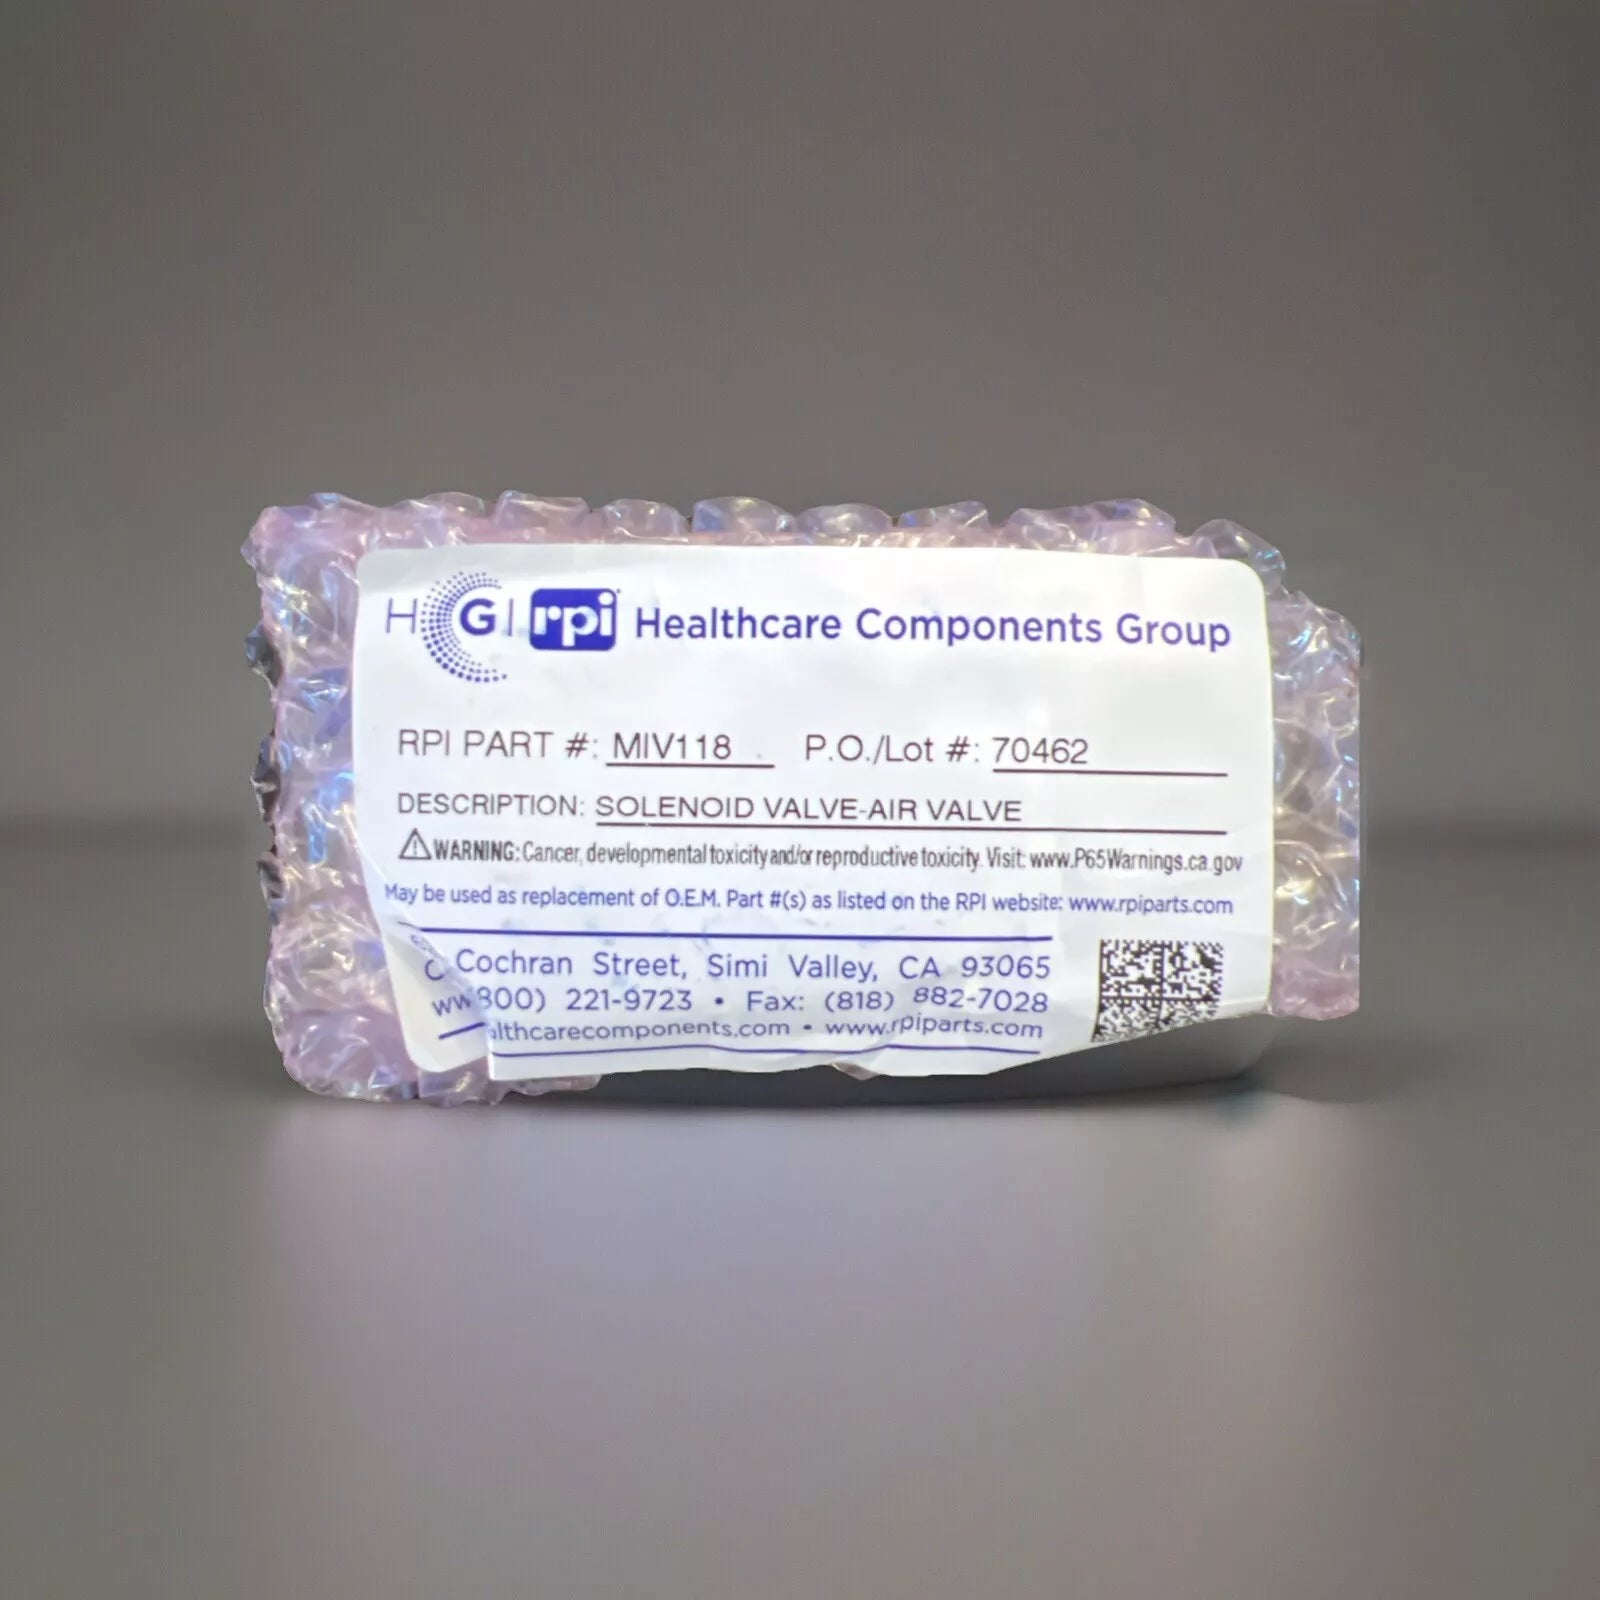 HCG | rpi Healthcare Components Group
RPI PART #: MIV118 P.O./Lot #: 70462
DESCRIPTION: SOLENOID VALVE-AIR VALVE
WARNING: Cancer, developmental toxicity and/or reproductive toxicity. Visit: www.P65Warnings.ca.gov
May be used as replacement of O.E.M. Part #(s) as listed on the RPI website: www.rpiparts.com
Cochran Street, Simi Valley, CA 93065
800) 221-9723 • Fax: (818) 882-7028
althcarecomponents.com • www.rpiparts.com